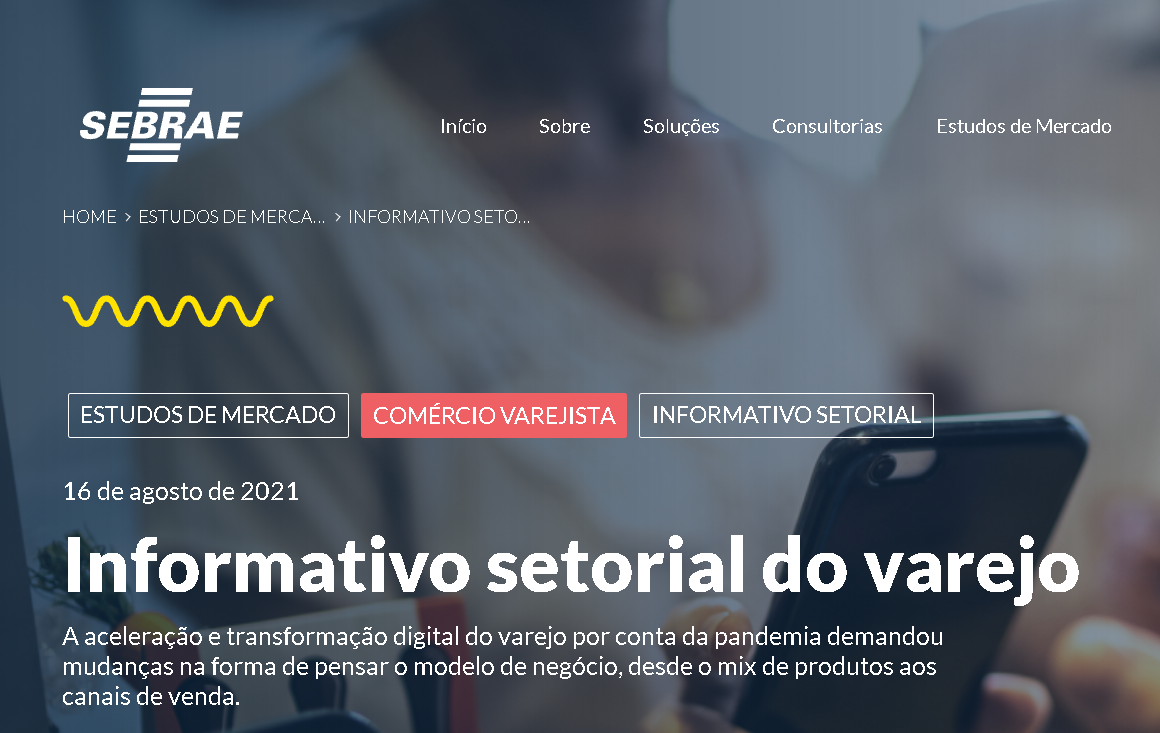 SEBRAE
Início Sobre Soluções Consultorias Estudos de Mercado
HOME > ESTUDOS DE MERCA... > INFORMATIVO SETO...
ESTUDOS DE MERCADO COMÉRCIO VAREJISTA INFORMATIVO SETORIAL
16 de agosto de 2021
Informativo setorial do varejo
A aceleração e transformação digital do varejo por conta da pandemia demandou
mudanças na forma de pensar o modelo de negócio, desde o mix de produtos aos
canais de venda.